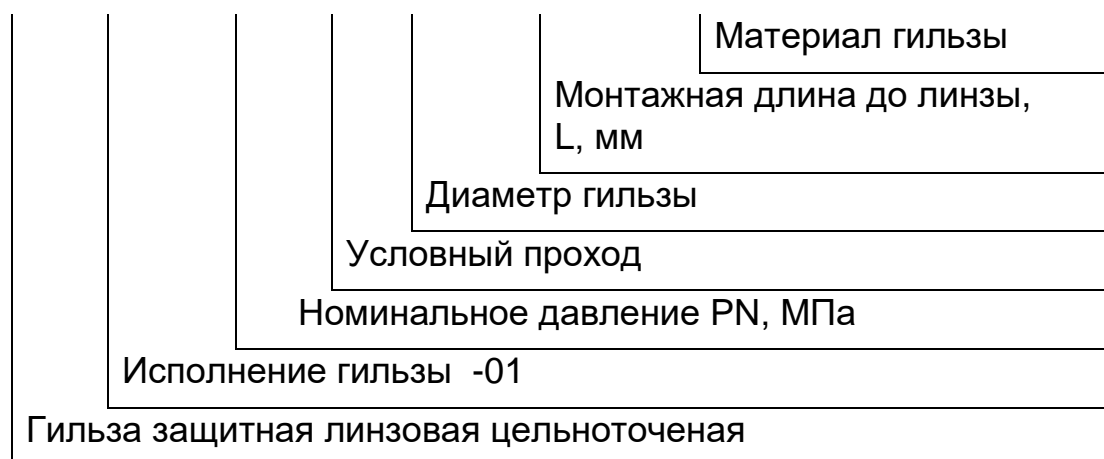 Материал гильзы
Монтажная длина до линзы,
L, мм
Диаметр гильзы
Условный проход
Номинальное давление PN, МПа
Исполнение гильзы -01
Гильза защитная линзовая цельноточеная